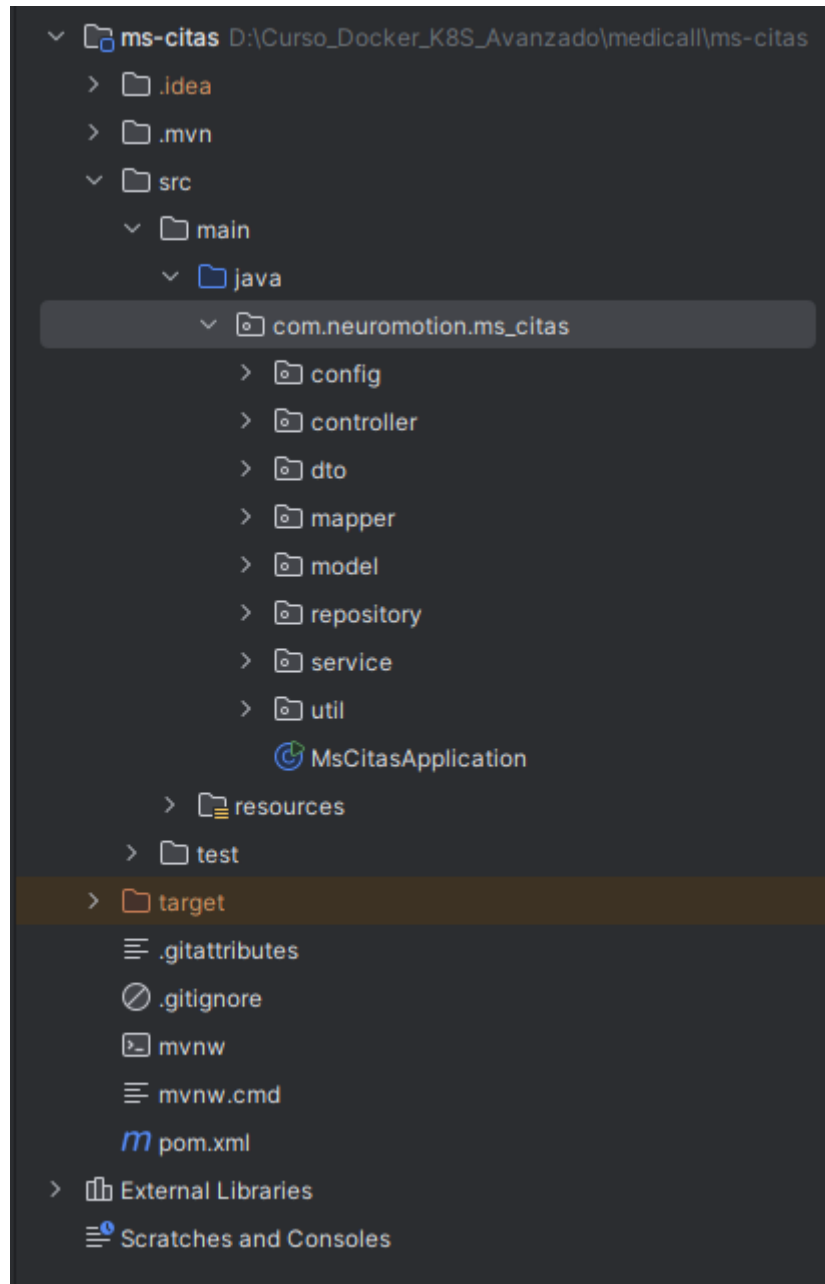 ms-citas D:\Curso_Docker_K8S_Avanzado\medicall\ms-citas
.idea
.mvn
src
main
java
com.neuromotion.ms_citas
config
controller
dto
mapper
model
repository
service
util
MsCitasApplication
resources
test
target
.gitattributes
.gitignore
mvnw
mvnw.cmd
m pom.xml
External Libraries
Scratches and Consoles